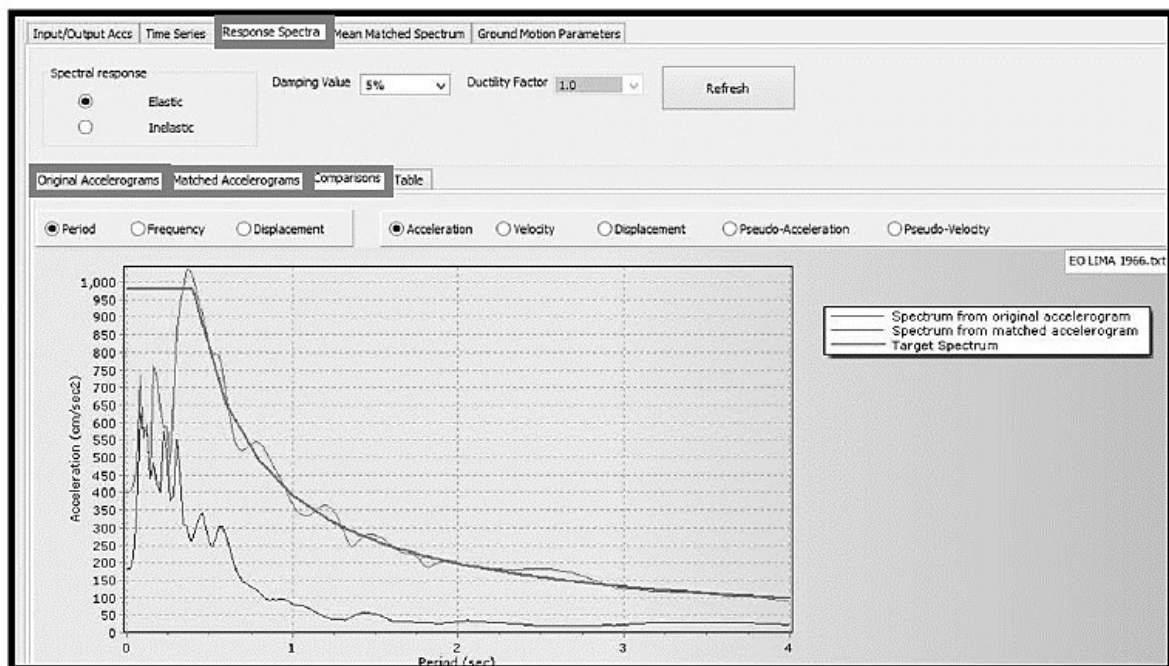 Input/Output Accs Time Series Response Spectra Mean Matched Spectrum Ground Motion Parameters
Spectral response
Elastic
Inelastic
Damping Value 5% Ductility Factor 1.0 Refresh
Original Accelerograms Matched Accelerograms Comparisons Table
Period Frequency Displacement Acceleration Velocity Displacement Pseudo-Acceleration Pseudo-Velocity
EO LIMA 1966.txt
Spectrum from original accelerogram
Spectrum from matched accelerogram
Target Spectrum
Acceleration (cm/sec2)
1,000
950
900
850
800
750
700
650
600
550
500
450
400
350
300
250
200
150
100
50
0
0 1 2 3 4
Period (sec)